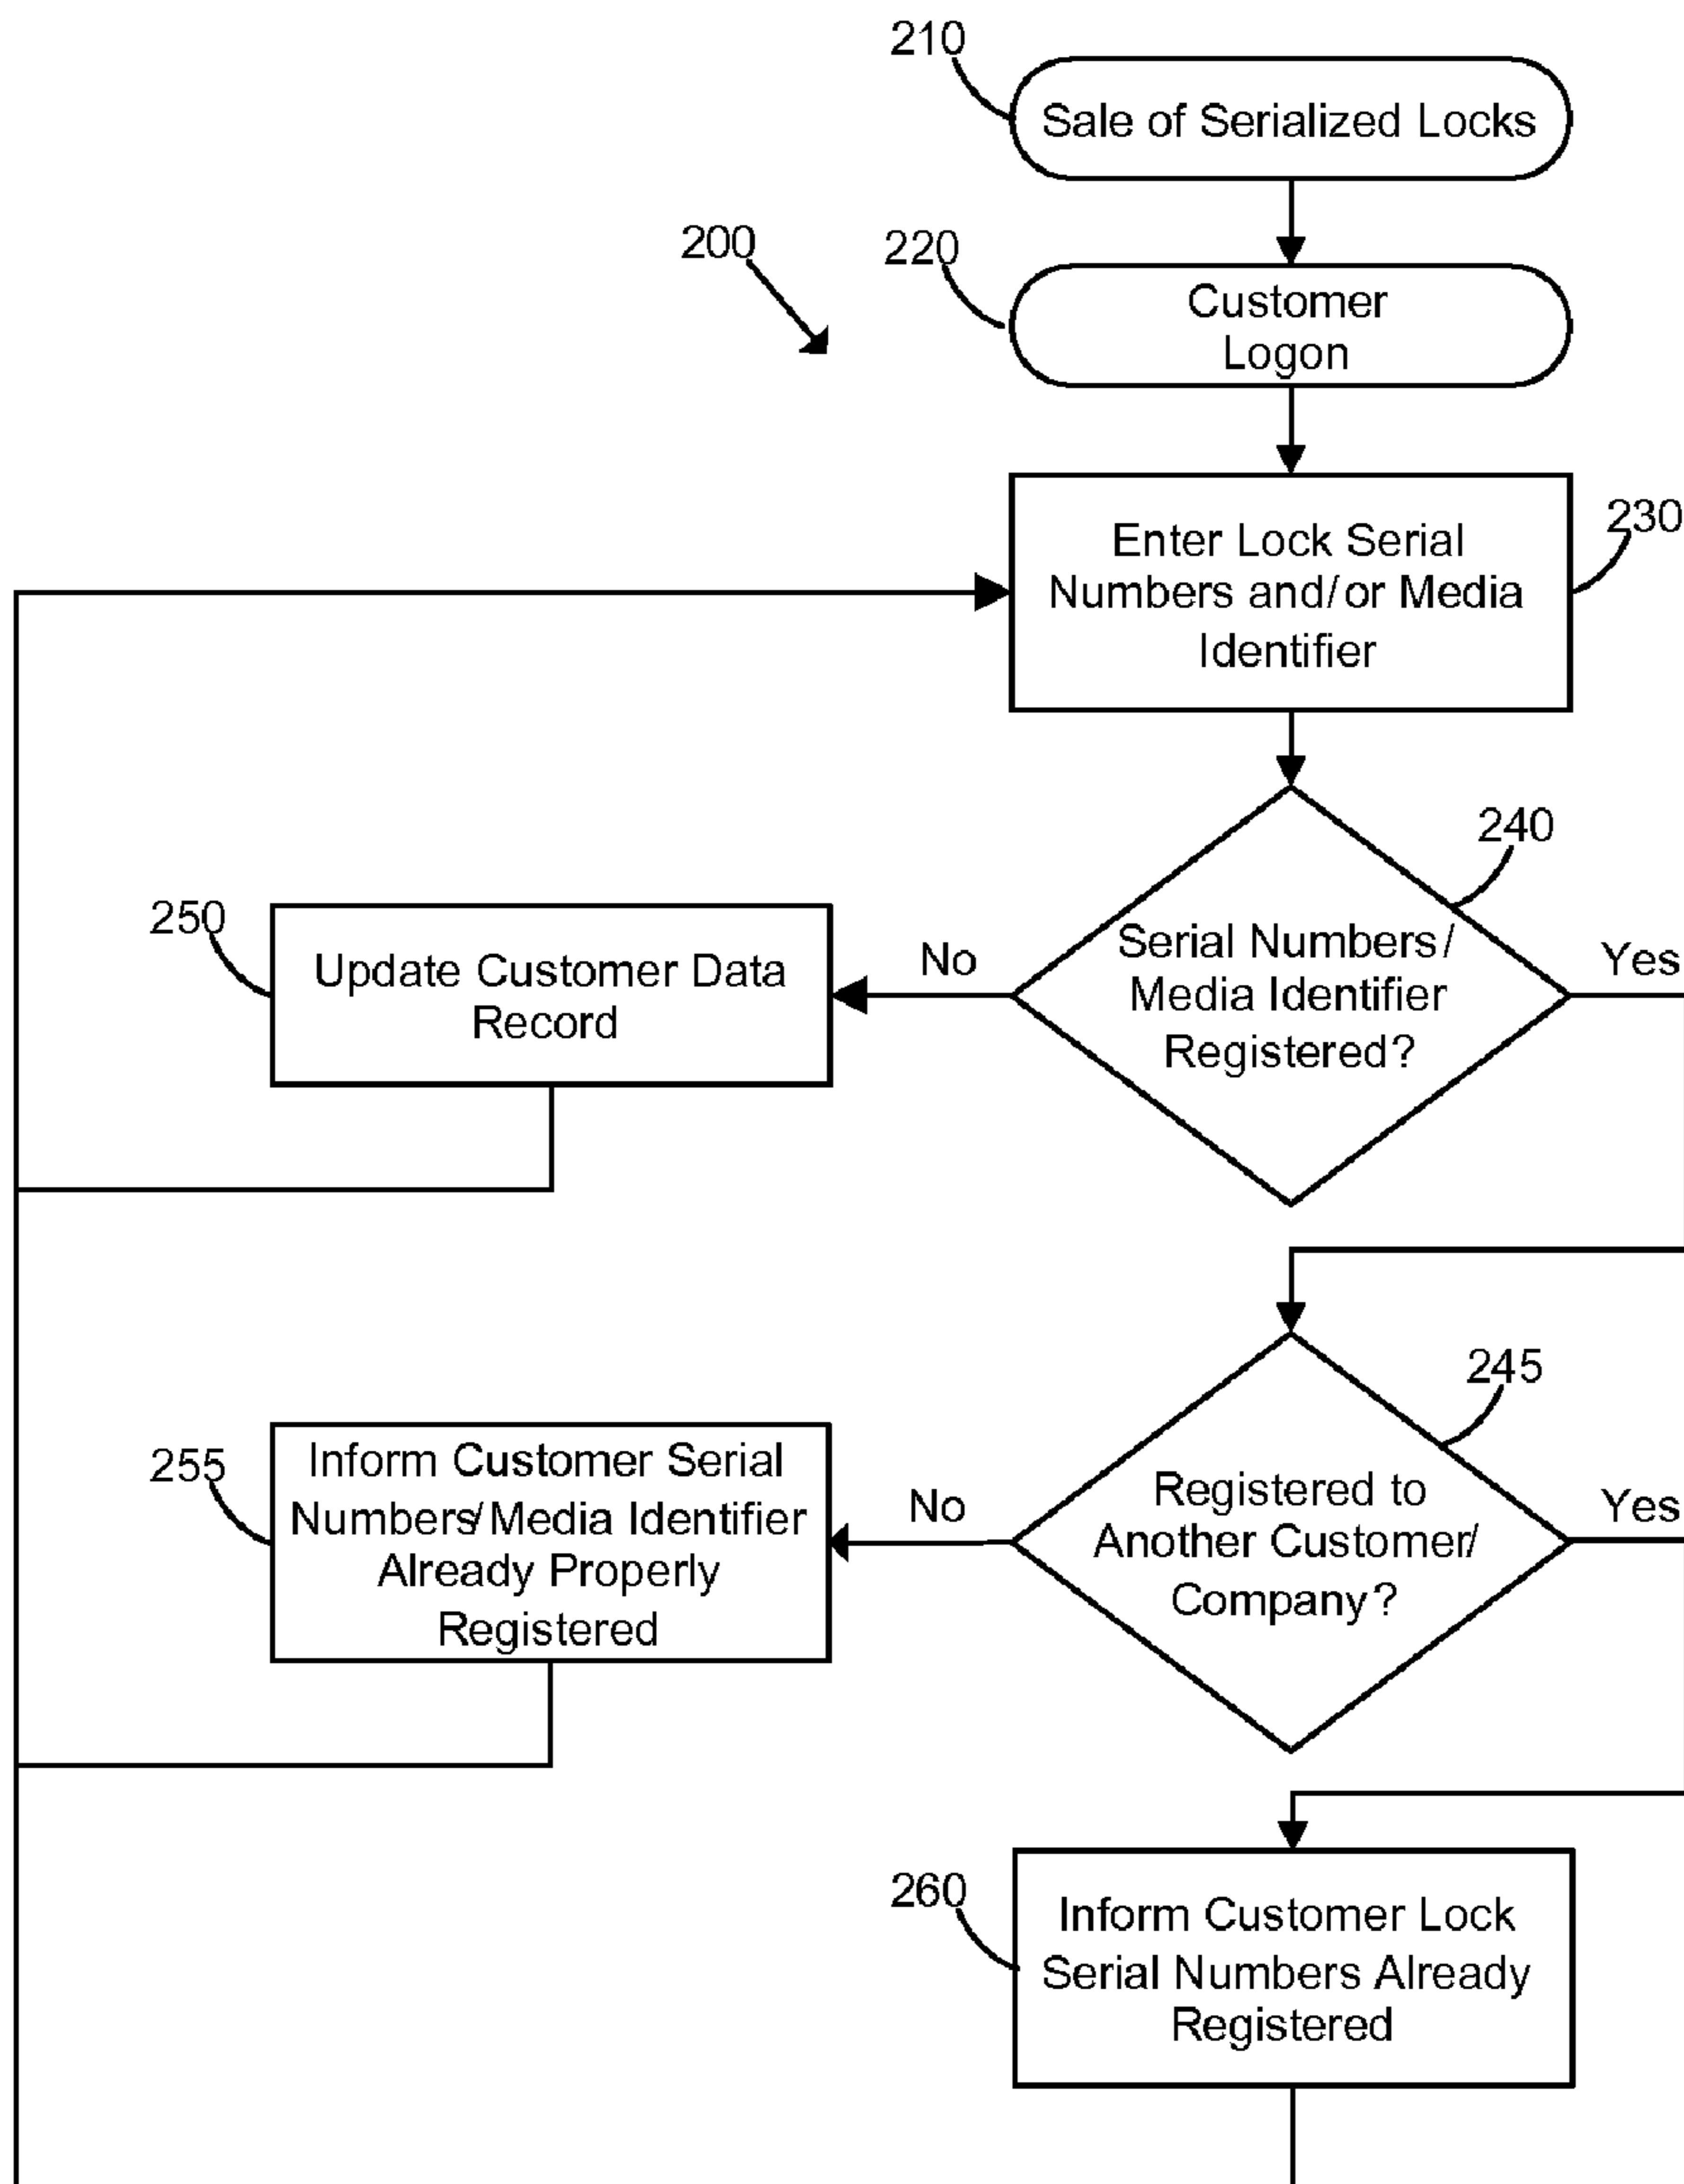 210
Sale of Serialized Locks
200
220
Customer
Logon
230
Enter Lock Serial
Numbers and/or Media
Identifier
240
Serial Numbers/
Media Identifier
Registered?
No
Yes
250
Update Customer Data
Record
245
Registered to
Another Customer/
Company?
No
Yes
255
Inform Customer Serial
Numbers/Media Identifier
Already Properly
Registered
260
Inform Customer Lock
Serial Numbers Already
Registered